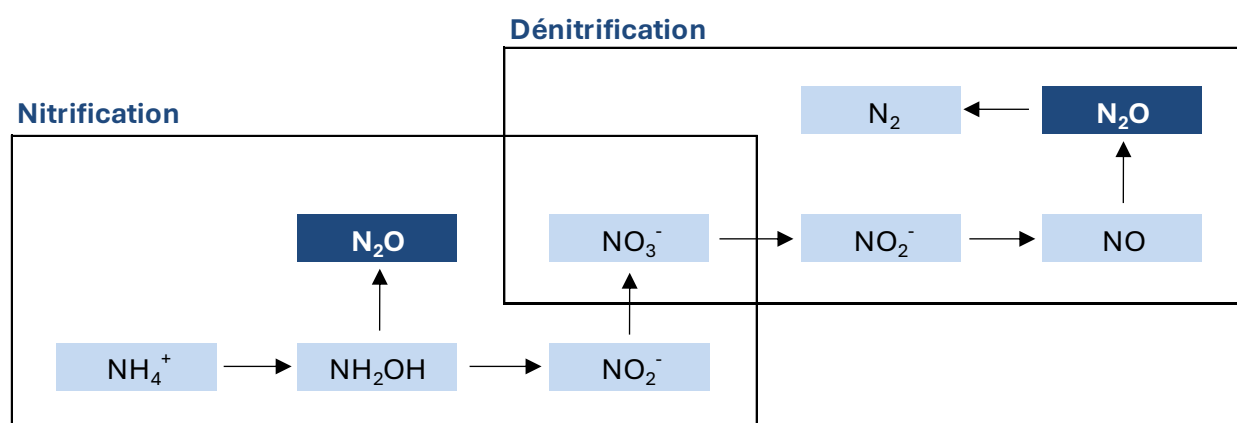 Dénitrification
Nitrification
N₂
N₂O
N₂O
NO₃⁻
NO₂⁻
NO
NH₄⁺
NH₂OH
NO₂⁻